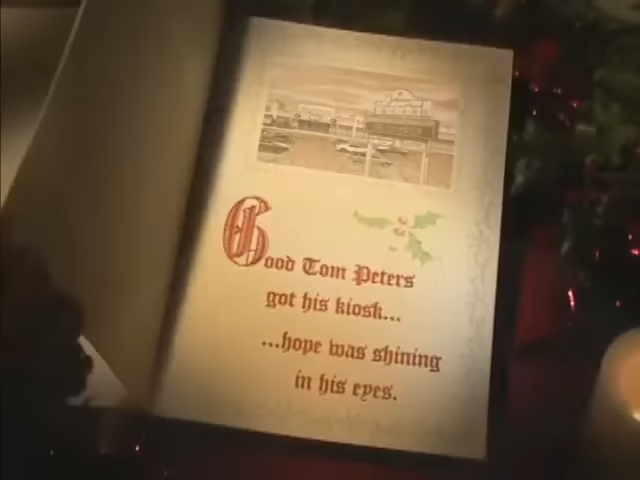 Good Tom Peters
got his kiosk...
...hope was shining
in his eyes.